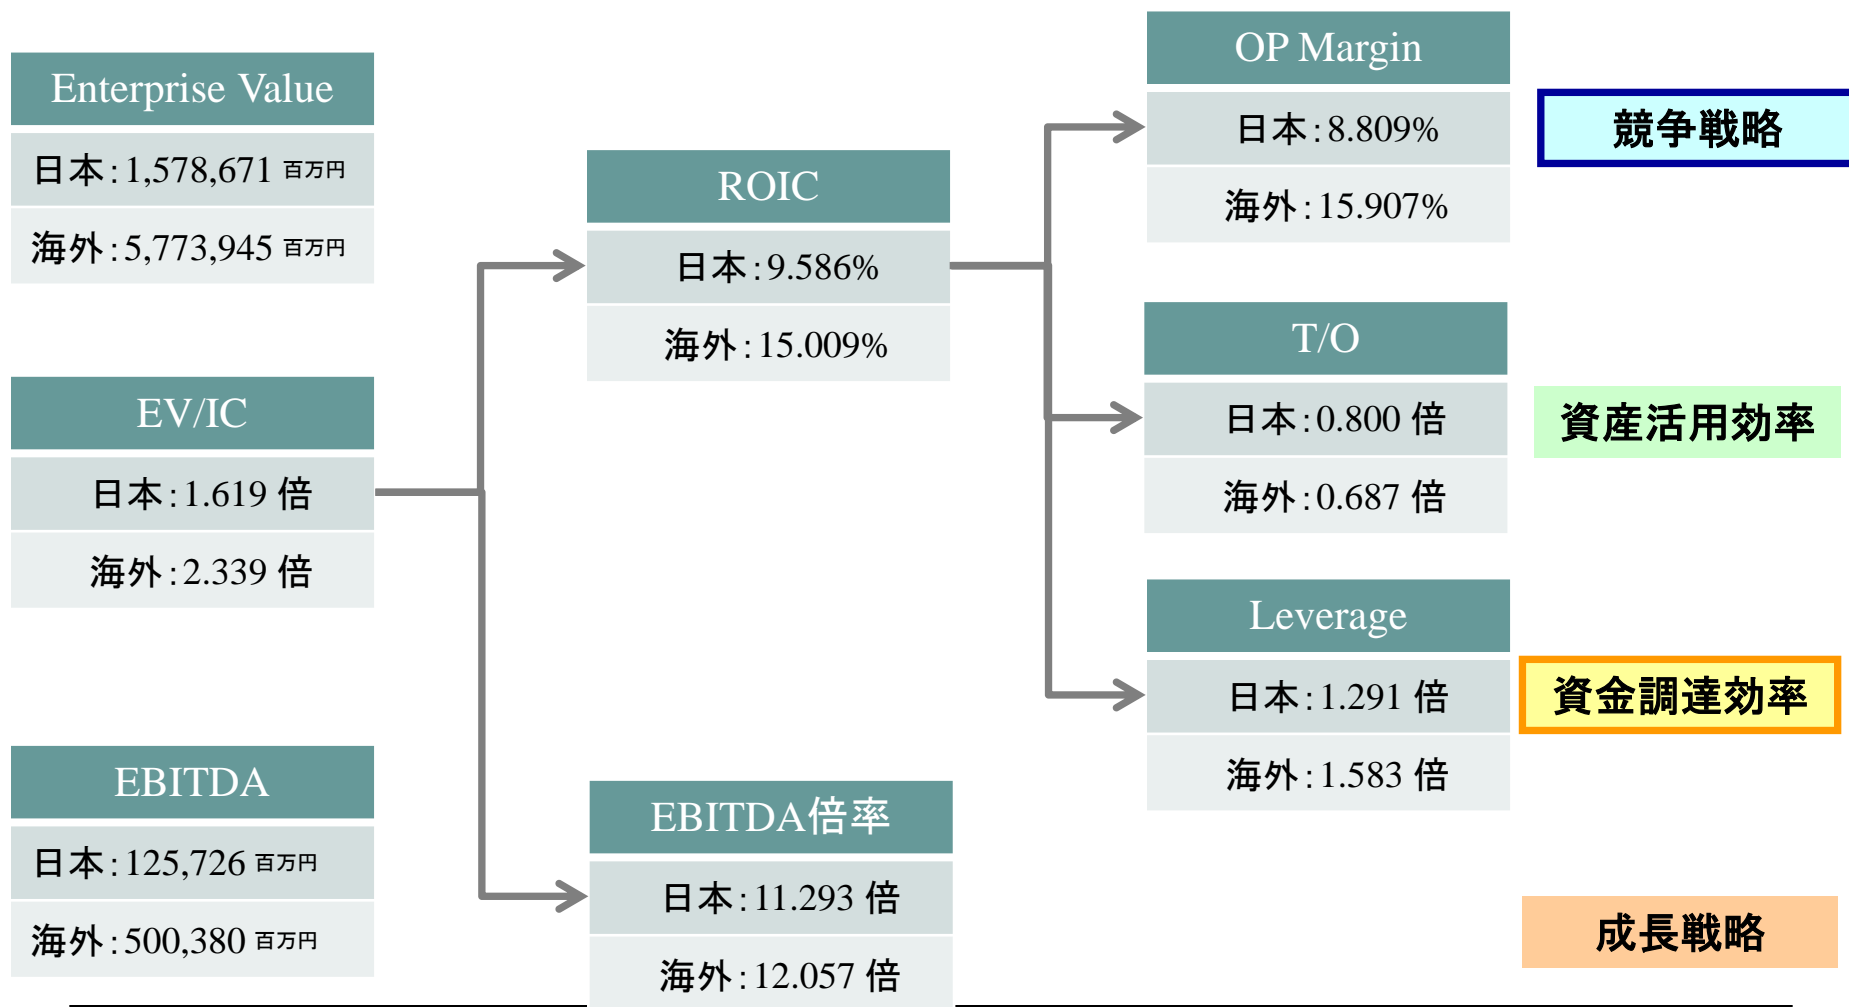 Enterprise Value
日本:1,578,671 百万円
海外:5,773,945 百万円
EV/IC
日本:1.619 倍
海外:2.339 倍
EBITDA
日本:125,726 百万円
海外:500,380 百万円
ROIC
日本:9.586%
海外:15.009%
EBITDA倍率
日本:11.293 倍
海外:12.057 倍
OP Margin
日本:8.809%
海外:15.907%
T/O
日本:0.800 倍
海外:0.687 倍
Leverage
日本:1.291 倍
海外:1.583 倍
競争戦略
資産活用効率
資金調達効率
成長戦略